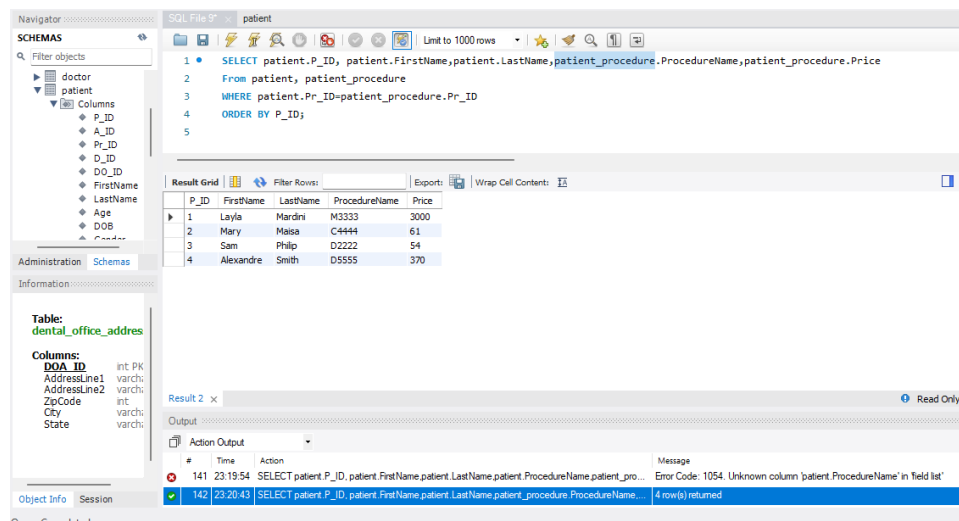 Navigator
SQL File 9*
patient
SCHEMAS
Filter objects
doctor
patient
Columns
P_ID
A_ID
Pr_ID
D_ID
DO_ID
FirstName
LastName
Age
DOB
Administration Schemas
Information
Table:
dental_office_addres
Columns:
DOA_ID int PK
AddressLine1 varch
AddressLine2 varch
ZipCode int
City varch
State varch
Object Info Session
Limit to 1000 rows
1 SELECT patient.P_ID, patient.FirstName,patient.LastName,patient_procedure.ProcedureName,patient_procedure.Price
2 From patient, patient_procedure
3 WHERE patient.Pr_ID=patient_procedure.Pr_ID
4 ORDER BY P_ID;
5
Result Grid Filter Rows: Export: Wrap Cell Content:
P_ID FirstName LastName ProcedureName Price
1 Layla Mardini M3333 3000
2 Mary Maisa C4444 61
3 Sam Philip D2222 54
4 Alexandre Smith D5555 370
Result 2
Read Only
Output
Action Output
# Time Action Message
141 23:19:54 SELECT patient.P_ID, patient.FirstName,patient.LastName,patient.ProcedureName,patient_pro... Error Code: 1054. Unknown column 'patient.ProcedureName' in 'field list'
142 23:20:43 SELECT patient.P_ID, patient.FirstName,patient.LastName,patient_procedure.ProcedureName,... 4 row(s) returned